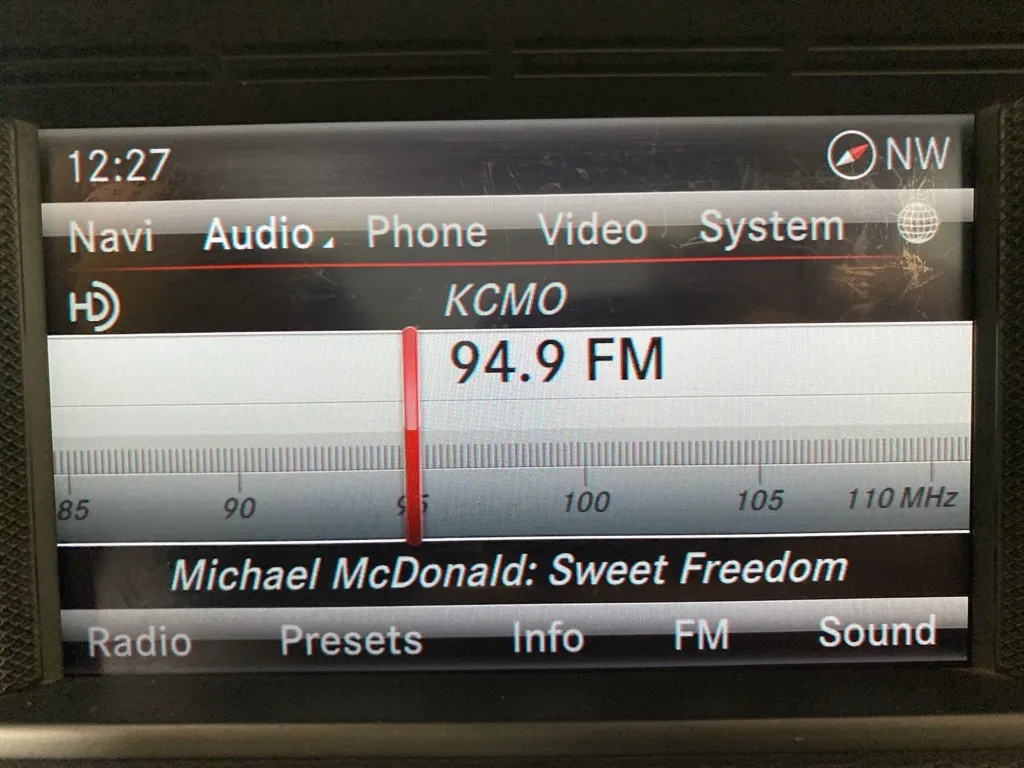 12:27 NW
Navi Audio Phone Video System
HD KCMO
94.9 FM
85 90 95 100 105 110 MHz
Michael McDonald: Sweet Freedom
Radio Presets Info FM Sound